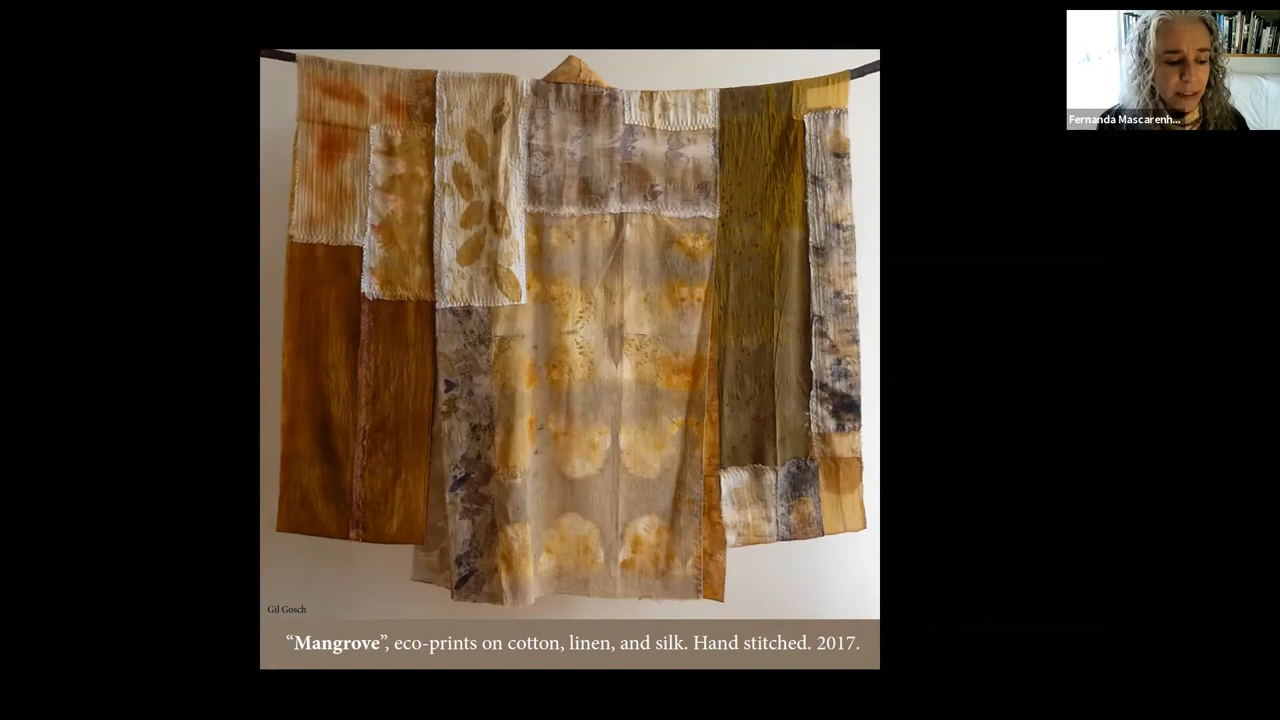 Fernanda Mascarenh...
Gil Gosch
“Mangrove”, eco-prints on cotton, linen, and silk. Hand stitched. 2017.